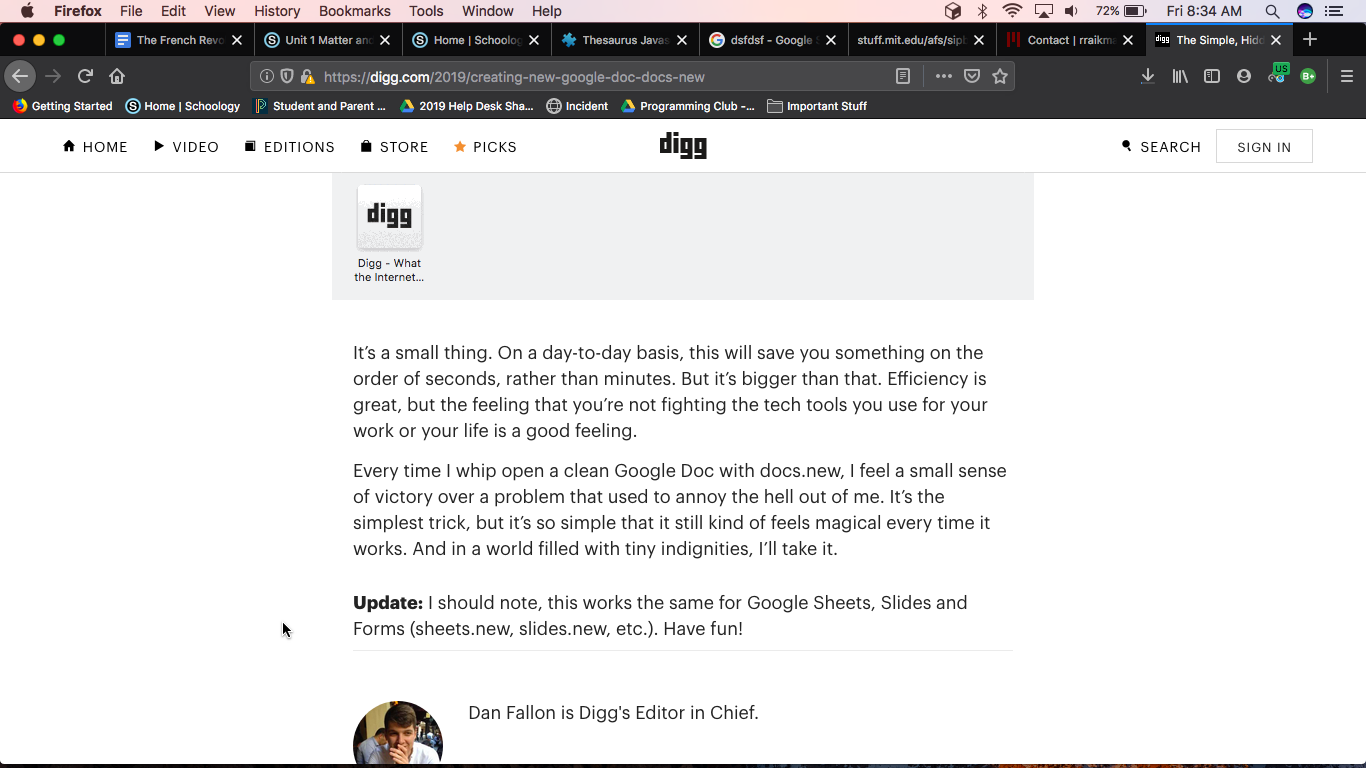 Firefox File Edit View History Bookmarks Tools Window Help 72% Fri 8:34 AM
The French Revo Unit 1 Matter and Home | Schoolog Thesaurus Javas dsfdsf - Google stuff.mit.edu/afs/sipb Contact | rraikma digg The Simple, Hidd
https://digg.com/2019/creating-new-google-doc-docs-new US B+
Getting Started Home | Schoology Student and Parent ... 2019 Help Desk Sha... Incident Programming Club -... Important Stuff
HOME VIDEO EDITIONS STORE PICKS digg SEARCH SIGN IN
digg
Digg - What
the Internet...
It’s a small thing. On a day-to-day basis, this will save you something on the
order of seconds, rather than minutes. But it’s bigger than that. Efficiency is
great, but the feeling that you’re not fighting the tech tools you use for your
work or your life is a good feeling.
Every time I whip open a clean Google Doc with docs.new, I feel a small sense
of victory over a problem that used to annoy the hell out of me. It’s the
simplest trick, but it’s so simple that it still kind of feels magical every time it
works. And in a world filled with tiny indignities, I’ll take it.
Update: I should note, this works the same for Google Sheets, Slides and
Forms (sheets.new, slides.new, etc.). Have fun!
Dan Fallon is Digg's Editor in Chief.